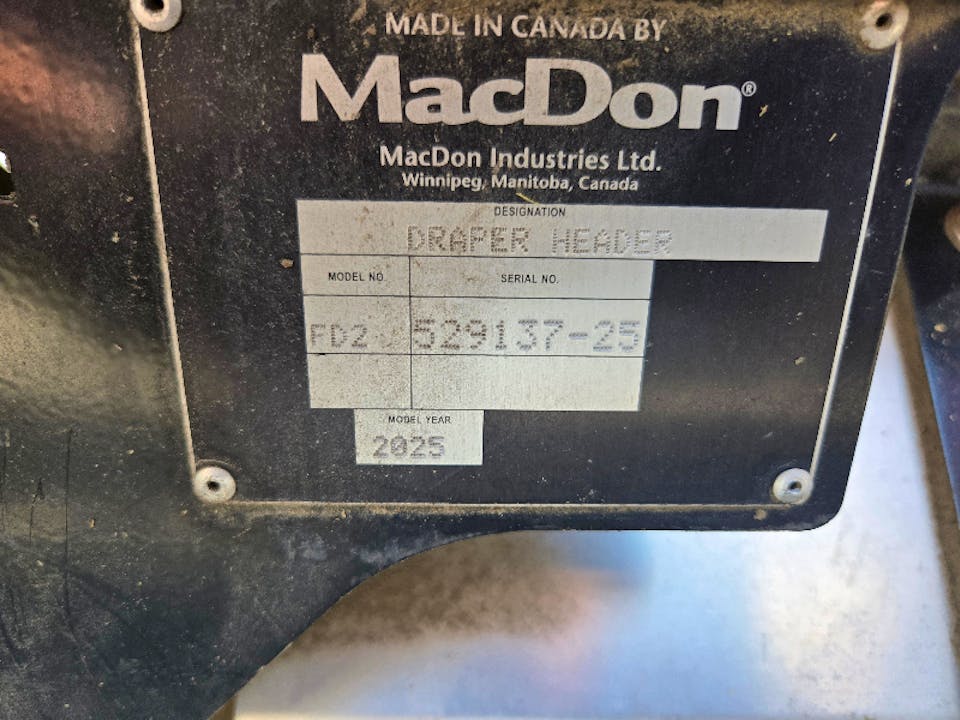 MADE IN CANADA BY
MacDon®
MacDon Industries Ltd.
Winnipeg, Manitoba, Canada
DESIGNATION
DRAPER HEADER
MODEL NO. SERIAL NO.
FD2 529137-25
MODEL YEAR
2025